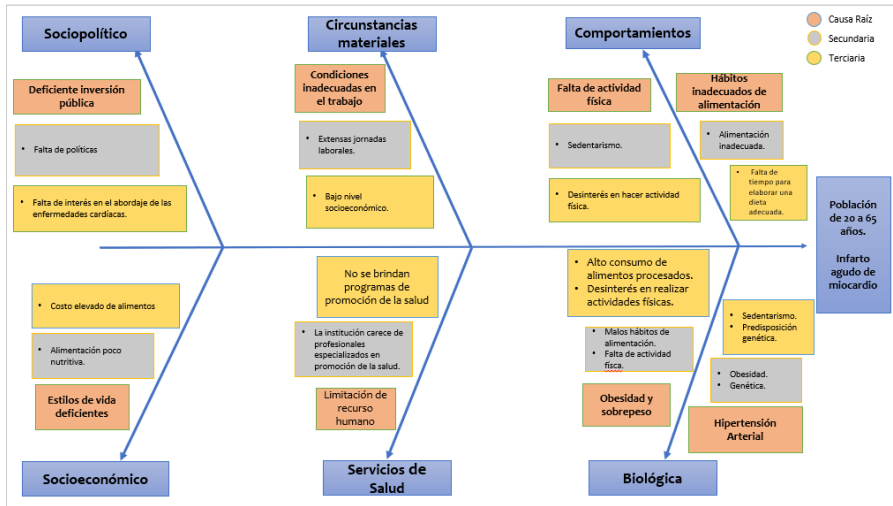 Sociopolítico
Circunstancias
materiales
Comportamientos
Causa Raíz
Secundaria
Terciaria
Deficiente inversión
pública
• Falta de políticas
• Falta de interés en el abordaje de las
enfermedades cardíacas.
Condiciones
inadecuadas en
el trabajo
• Extensas jornadas
laborales.
• Bajo nivel
socioeconómico.
Falta de actividad
física
• Sedentarismo.
• Desinterés en hacer actividad
física.
Hábitos
inadecuados de
alimentación
• Alimentación
inadecuada.
• Falta de
tiempo para
elaborar una
dieta
adecuada.
Población
de 20 a 65
años.
Infarto
agudo de
miocardio
• Costo elevado de alimentos
• Alimentación poco
nutritiva.
Estilos de vida
deficientes
Socioeconómico
No se brindan
programas de
promoción de la salud
• La institución carece de
profesionales
especializados en
promoción de la salud.
Limitación de
recurso
humano
Servicios de
Salud
• Alto consumo de
alimentos procesados.
• Desinterés en realizar
actividades físicas.
• Malos hábitos de
alimentación.
• Falta de actividad
físca.
Obesidad y
sobrepeso
• Sedentarismo.
• Predisposición
genética.
• Obesidad.
• Genética.
Hipertensión
Arterial
Biológica